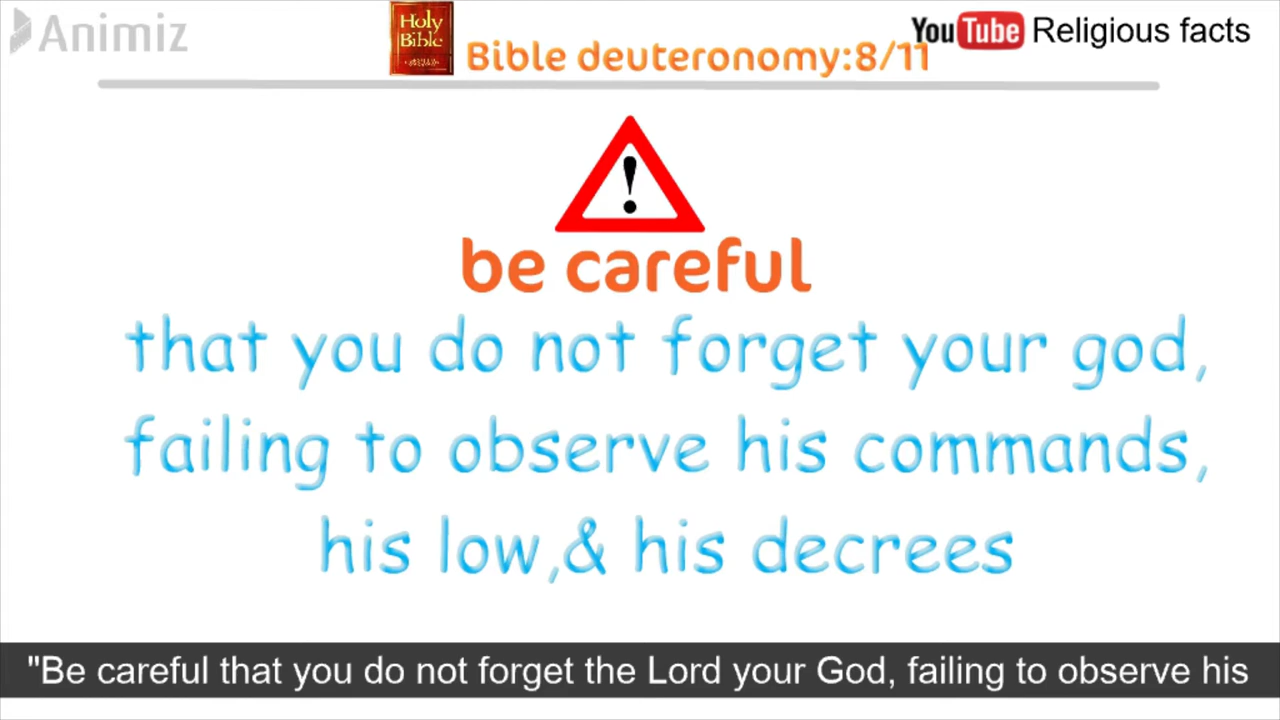 Animiz
Holy
Bible
Bible deuteronomy:8/11
YouTube Religious facts
!
be careful
that you do not forget your god,
failing to observe his commands,
his low,& his decrees
"Be careful that you do not forget the Lord your God, failing to observe his